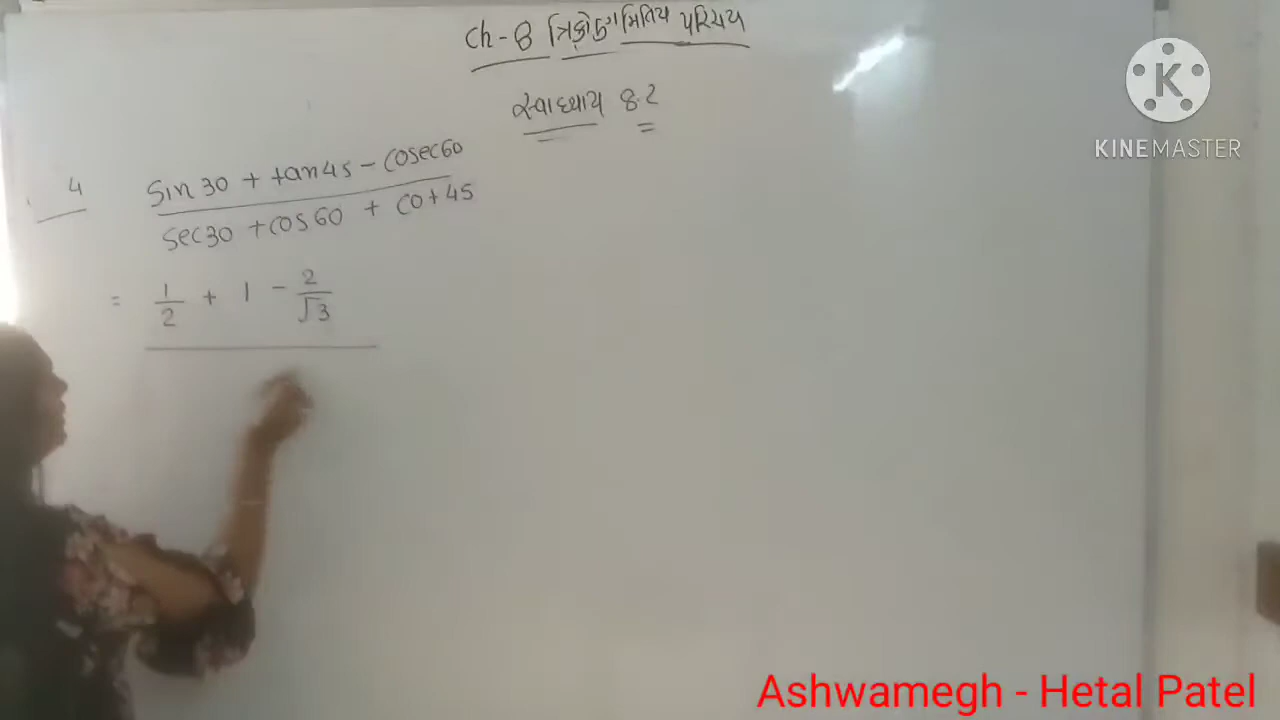 Ch - 8 ત્રિકોણમિતિય પરિચય
સ્વાધ્યાય 8.2
K
KINEMASTER
4 sin 30 + tan 45 - cosec 60
sec 30 + cos 60 + cot 45
= 1/2 + 1 - 2/√3
Ashwamegh - Hetal Patel